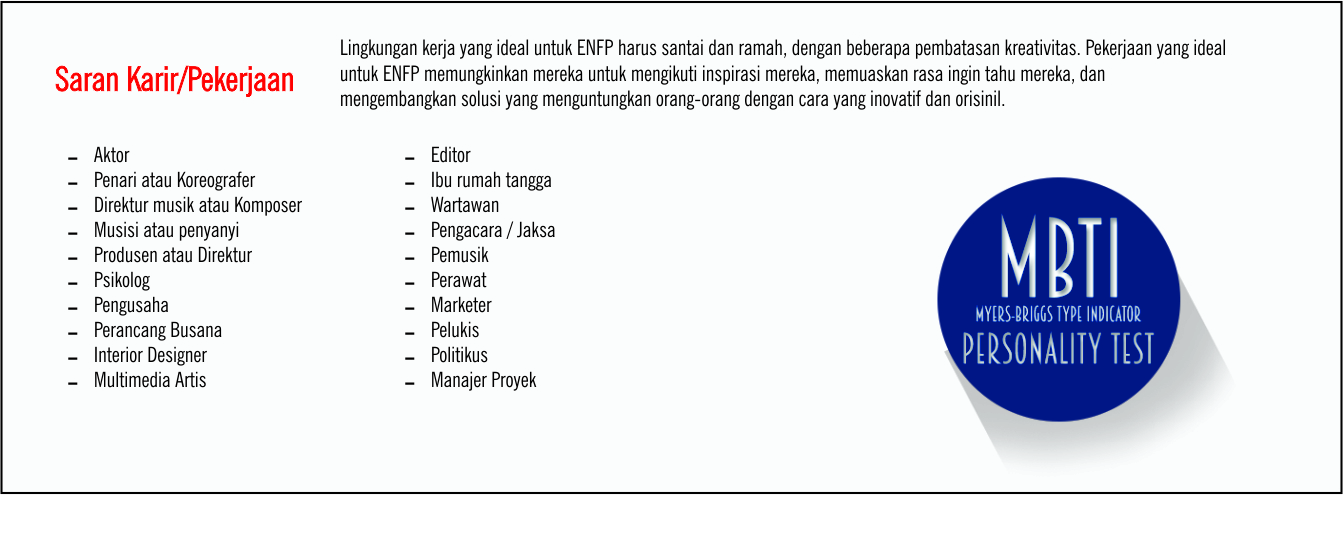 Saran Karir/Pekerjaan
Lingkungan kerja yang ideal untuk ENFP harus santai dan ramah, dengan beberapa pembatasan kreativitas. Pekerjaan yang ideal
untuk ENFP memungkinkan mereka untuk mengikuti inspirasi mereka, memuaskan rasa ingin tahu mereka, dan
mengembangkan solusi yang menguntungkan orang-orang dengan cara yang inovatif dan orisinil.
- Aktor
- Penari atau Koreografer
- Direktur musik atau Komposer
- Musisi atau penyanyi
- Produsen atau Direktur
- Psikolog
- Pengusaha
- Perancang Busana
- Interior Designer
- Multimedia Artis
- Editor
- Ibu rumah tangga
- Wartawan
- Pengacara / Jaksa
- Pemusik
- Perawat
- Marketer
- Pelukis
- Politikus
- Manajer Proyek
MBTI
MYERS-BRIGGS TYPE INDICATOR
PERSONALITY TEST